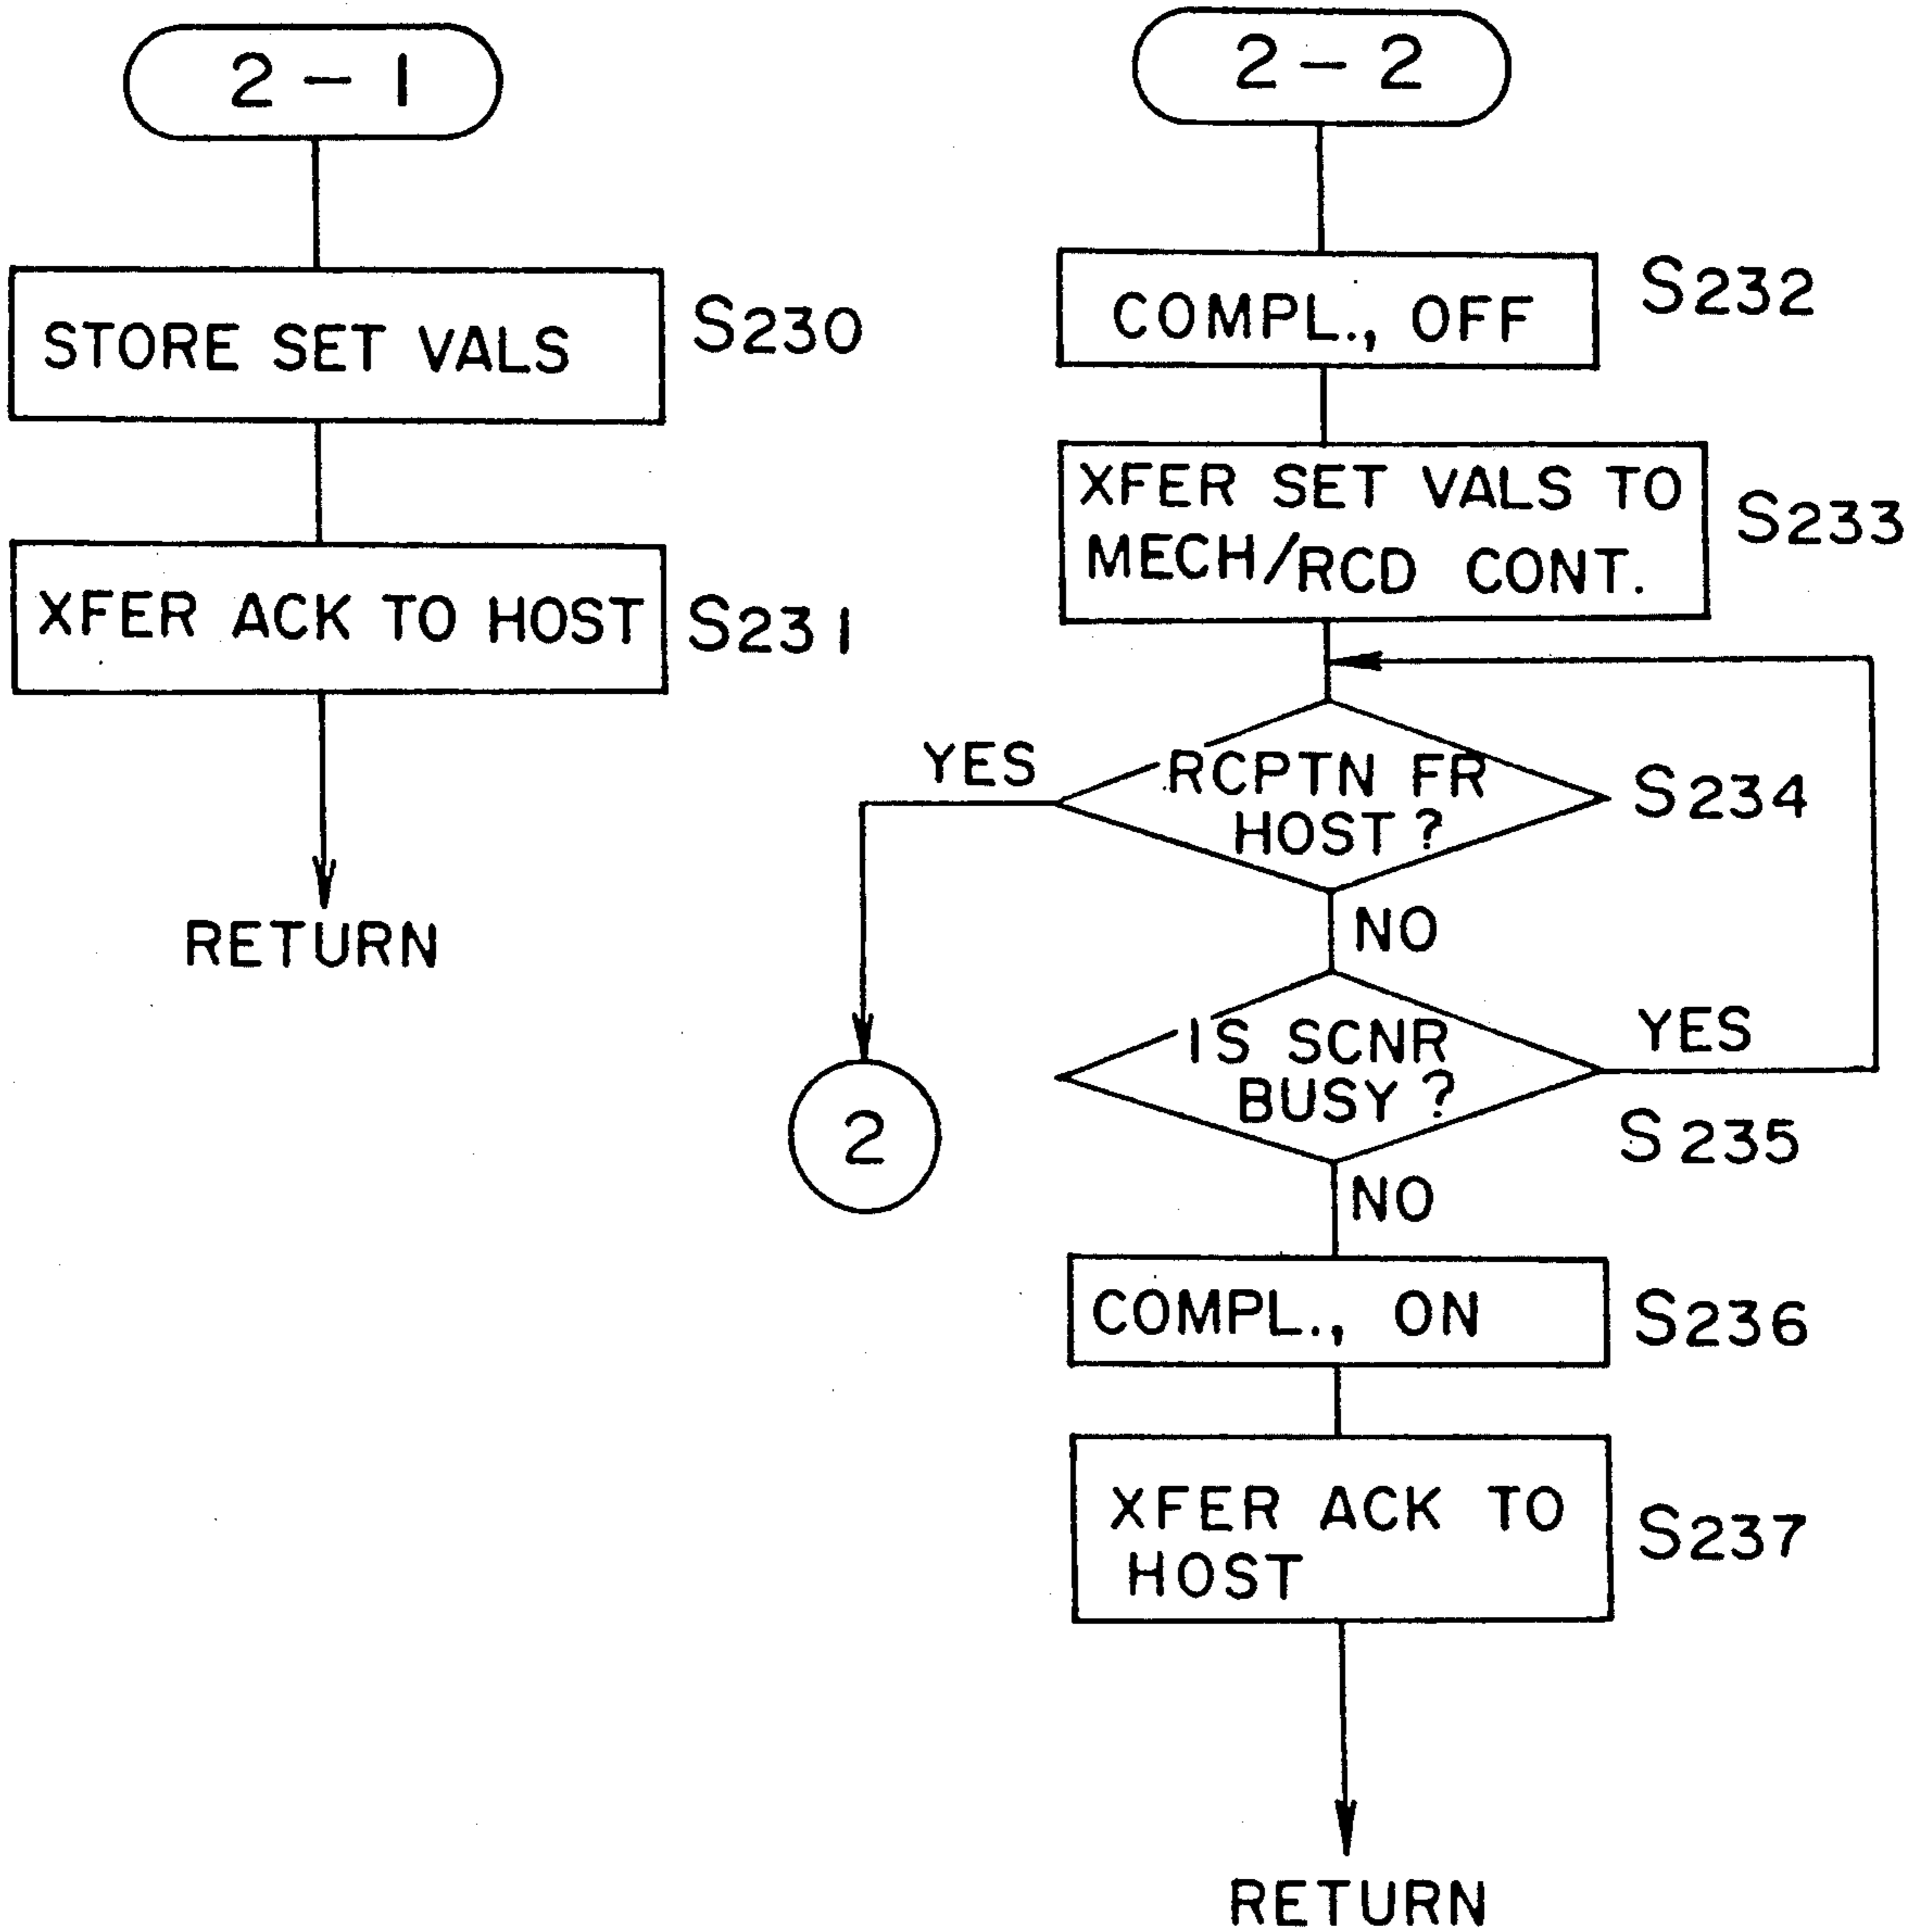 2-1
STORE SET VALS
S230
XFER ACK TO HOST
S231
RETURN
2-2
COMPL., OFF
S232
XFER SET VALS TO
MECH/RCD CONT.
S233
RCPTN FR
HOST?
S234
YES
NO
2
IS SCNR
BUSY?
YES
S235
NO
COMPL., ON
S236
XFER ACK TO
HOST
S237
RETURN